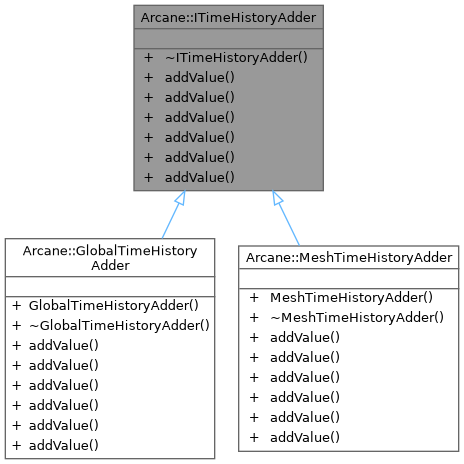 Arcane::ITimeHistoryAdder
+ ~ITimeHistoryAdder()
+ addValue()
+ addValue()
+ addValue()
+ addValue()
+ addValue()
+ addValue()
Arcane::GlobalTimeHistory
Adder
+ GlobalTimeHistoryAdder()
+ ~GlobalTimeHistoryAdder()
+ addValue()
+ addValue()
+ addValue()
+ addValue()
+ addValue()
+ addValue()
Arcane::MeshTimeHistoryAdder
+ MeshTimeHistoryAdder()
+ ~MeshTimeHistoryAdder()
+ addValue()
+ addValue()
+ addValue()
+ addValue()
+ addValue()
+ addValue()